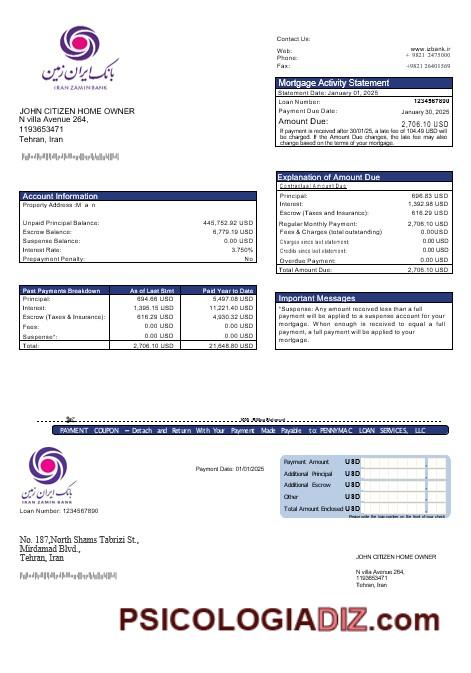 بانک ایران زمین
IRAN ZAMIN BANK
Contact Us:
Web: www.izbank.ir
Phone: + 9821 2475000
Fax: +9821 26401569
JOHN CITIZEN HOME OWNER
N villa Avenue 264,
1193653471
Tehran, Iran
Mortgage Activity Statement
Statement Date: January 01, 2025
Loan Number: 1234567890
Payment Due Date: January 30, 2025
Amount Due: 2,706.10 USD
If payment is received after 30/01/25, a late fee of 104.49 USD will
be charged. If the Amount Due changes, the late fee may also
change based on the terms of your mortgage.
Account Information
Property Address :M a n
Unpaid Principal Balance: 445,752.92 USD
Escrow Balance: 6,779.19 USD
Suspense Balance: 0.00 USD
Interest Rate: 3.750%
Prepayment Penalty: No
Explanation of Amount Due
Contractual Amount Due
Principal: 696.83 USD
Interest: 1,392.98 USD
Escrow (Taxes and Insurance): 616.29 USD
Regular Monthly Payment: 2,706.10 USD
Fees & Charges (total outstanding) 0.00USD
Charges since last statement: 0.00 USD
Credits since last statement: 0.00 USD
Overdue Payment: 0.00 USD
Total Amount Due: 2,706.10 USD
Past Payments Breakdown As of Last Stmt Paid Year to Date
Principal: 694.66 USD 5,497.08 USD
Interest: 1,395.15 USD 11,221.40 USD
Escrow (Taxes & Insurance): 616.29 USD 4,930.32 USD
Fees: 0.00 USD 0.00 USD
Suspense*: 0.00 USD 0.00 USD
Total: 2,706.10 USD 21,648.80 USD
Important Messages
*Suspense: Any amount received less than a full
payment will be applied to a suspense account for your
mortgage. When enough is received to equal a full
payment, a full payment will be applied to your
mortgage.
PAYMENT COUPON – Detach and Return With Your Payment Made Payable to: PENNYMAC LOAN SERVICES, LLC
بانک ایران زمین
IRAN ZAMIN BANK
Loan Number: 1234567890
Payment Date: 01/01/2025
Payment Amount USD
Additional Principal USD
Additional Escrow USD
Other USD
Total Amount Enclosed USD
No. 187,North Shams Tabrizi St.,
Mirdamad Blvd.,
Tehran, Iran
JOHN CITIZEN HOME OWNER
N villa Avenue 264,
1193653471
Tehran, Iran
PSICOLOGIADIZ.com